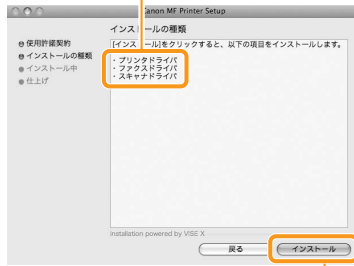 Canon MF Printer Setup
インストールの種類
使用許諾契約
インストールの種類
インストール中
仕上げ
[インストール]をクリックすると、以下の項目をインストールします。
・プリンタドライバ
・ファクスドライバ
・スキャナドライバ
Installation powered by VISE X
戻る
インストール